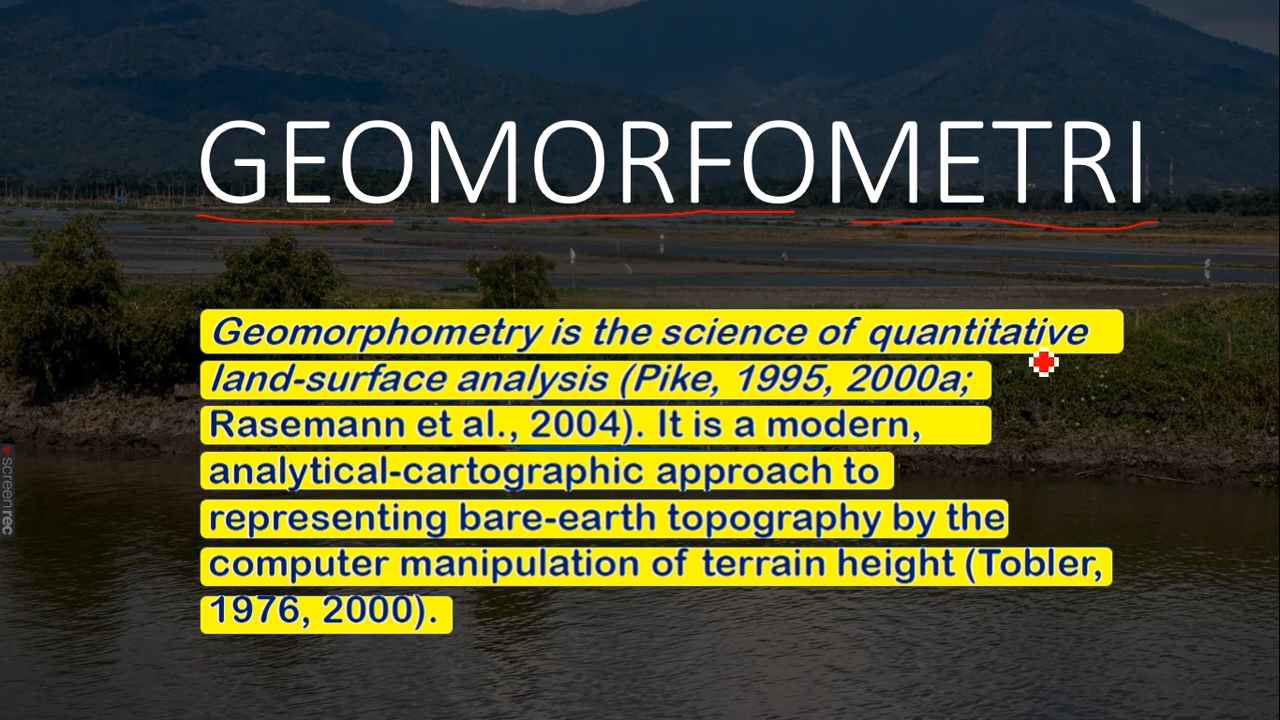 GEOMORFOMETRI
Geomorphometry is the science of quantitative
land-surface analysis (Pike, 1995, 2000a;
Rasemann et al., 2004). It is a modern,
analytical-cartographic approach to
representing bare-earth topography by the
computer manipulation of terrain height (Tobler,
1976, 2000).
screenrec